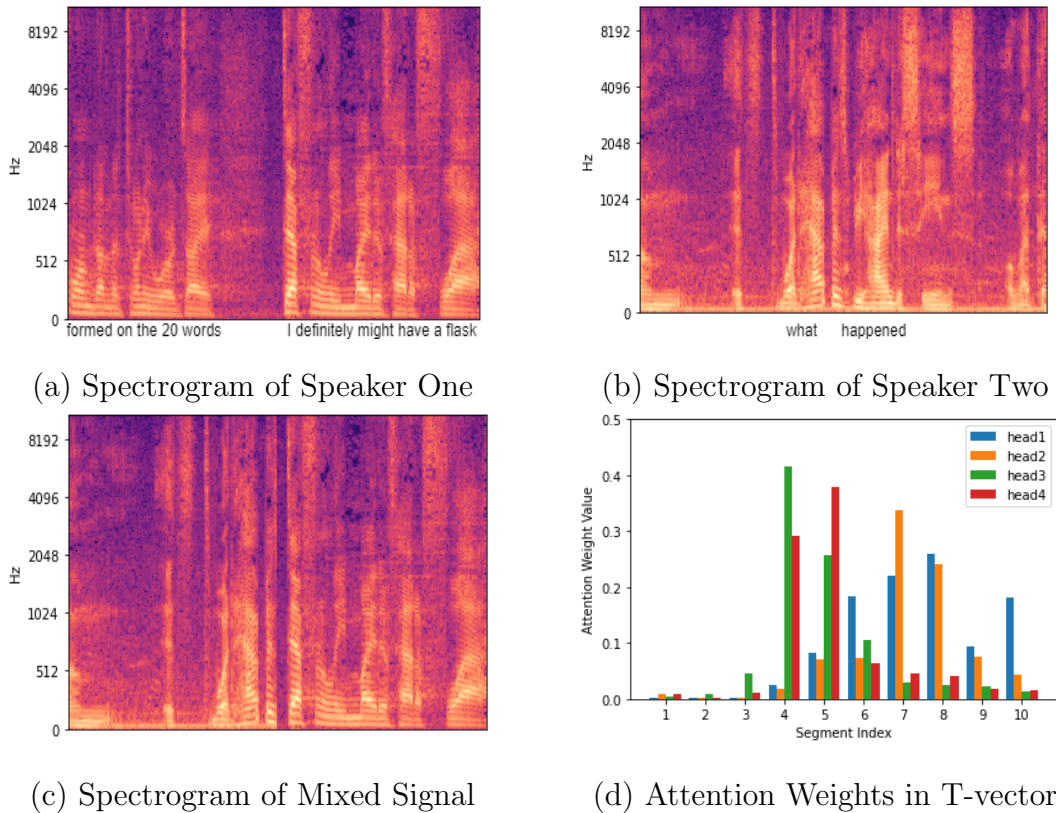 8192
4096
2048
1024
512
0
Hz
formed on the 20 words
I definitely might have a flask
(a) Spectrogram of Speaker One
8192
4096
2048
1024
512
0
Hz
what happened
(b) Spectrogram of Speaker Two
8192
4096
2048
1024
512
0
Hz
(c) Spectrogram of Mixed Signal
0.5
0.4
0.3
0.2
0.1
0.0
Attention Weight Value
head1
head2
head3
head4
1 2 3 4 5 6 7 8 9 10
Segment Index
(d) Attention Weights in T-vector